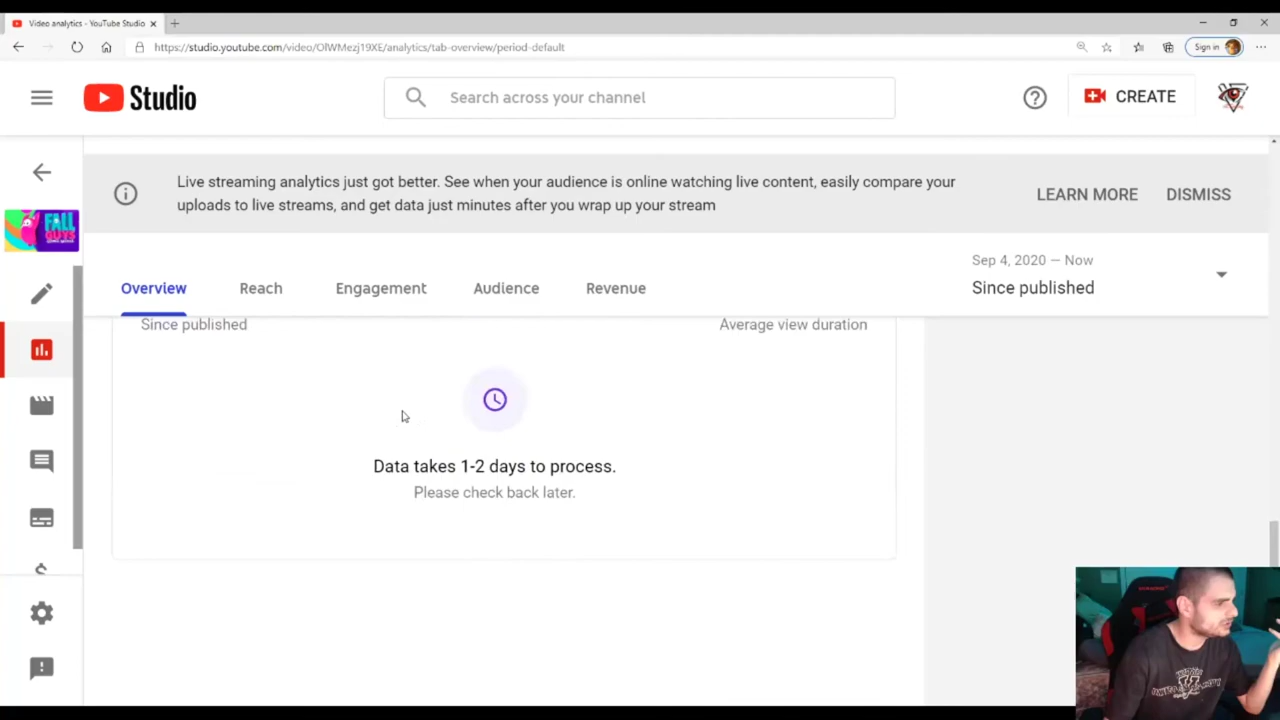 Video analytics - YouTube Studio
https://studio.youtube.com/video/OlWMezj19XE/analytics/tab-overview/period-default
Sign in
Studio
Search across your channel
CREATE
Live streaming analytics just got better. See when your audience is online watching live content, easily compare your
uploads to live streams, and get data just minutes after you wrap up your stream
LEARN MORE
DISMISS
FALL
GUYS
Overview
Reach
Engagement
Audience
Revenue
Sep 4, 2020 — Now
Since published
Since published
Average view duration
Data takes 1-2 days to process.
Please check back later.